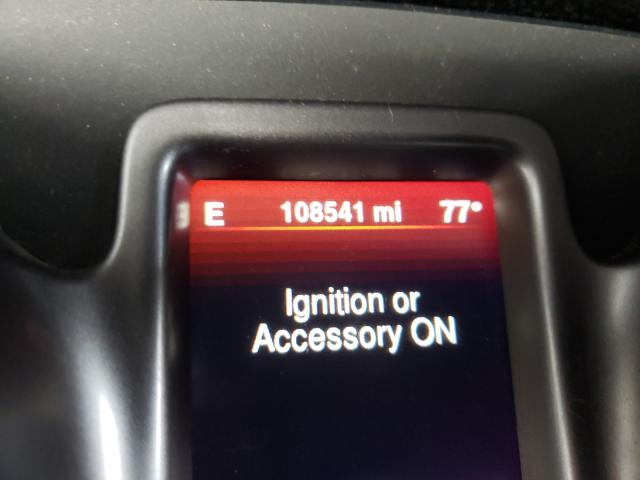 E 108541 mi 77°
Ignition or
Accessory ON